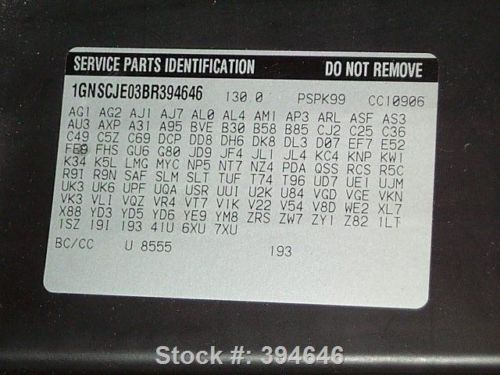 SERVICE PARTS IDENTIFICATION DO NOT REMOVE
1GNSCJE03BR394646 130.0 PSPK99 CC10906
AG1 AG2 AJ1 AJ7 AL0 AL4 AM1 AP3 ARL ASF AS3
AU3 AXP A31 A95 BVE B30 B58 B85 CJ2 C25 C36
C49 C5Z C69 DCP DD8 DH6 DK8 DL3 D07 EF7 E52
FE9 FHS GU6 G80 JD9 JF4 JL1 JL4 KC4 KNP KW1
K34 K5L LMG MYC NP5 NT7 NZ4 PDA QSS RCS R5C
R9I R9N SAF SLM SLT TUF T74 T96 UD7 UE1 UJM
UK3 UK6 UPF UQA USR UUI U2K U84 VGD VGE VKN
VK3 VLI VQZ VR4 VT7 V1K V22 V54 V8D WE2 XL7
X88 YD3 YD5 YD6 YE9 YM8 ZRS ZW7 ZY1 Z82 1LT
1SZ 19I 193 41U 6XU 7XU
BC/CC U 8555 193
Stock #: 394646